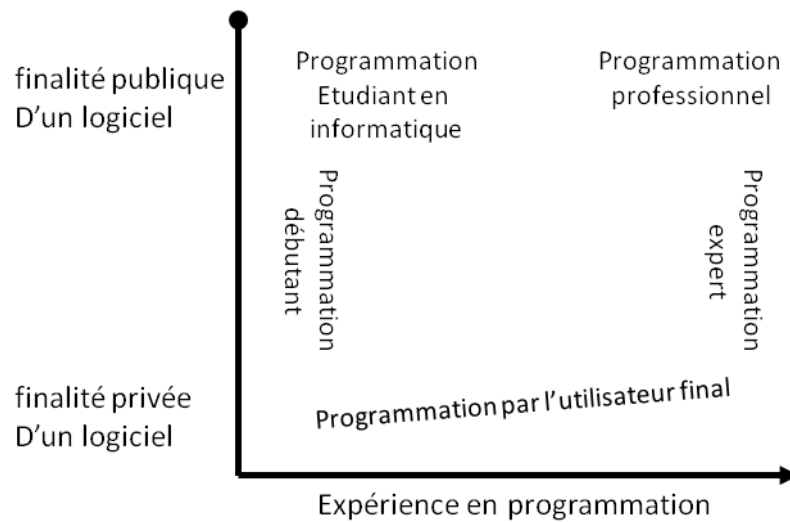 finalité publique
D'un logiciel
Programmation
Etudiant en
informatique
Programmation
professionnel
Programmation
débutant
Programmation
expert
finalité privée
D'un logiciel
Programmation par l'utilisateur final
Expérience en programmation